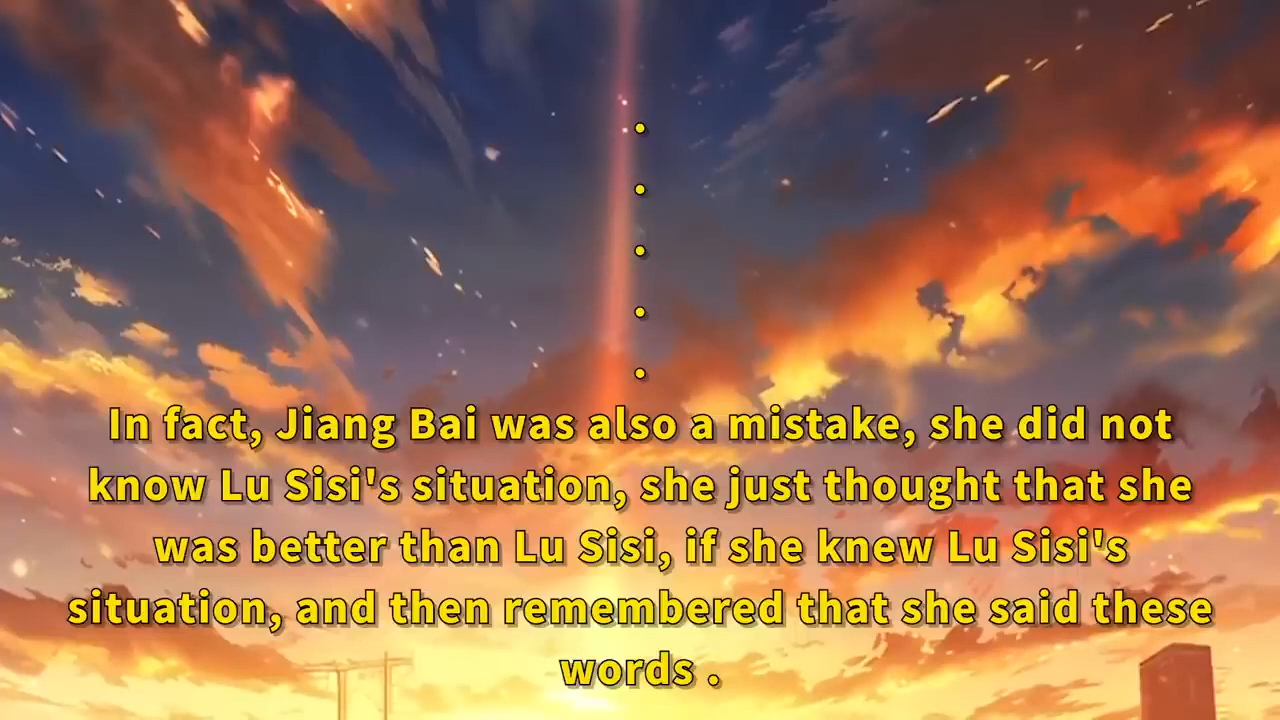 .
.
.
.
.
In fact, Jiang Bai was also a mistake, she did not
know Lu Sisi's situation, she just thought that she
was better than Lu Sisi, if she knew Lu Sisi's
situation, and then remembered that she said these
words .